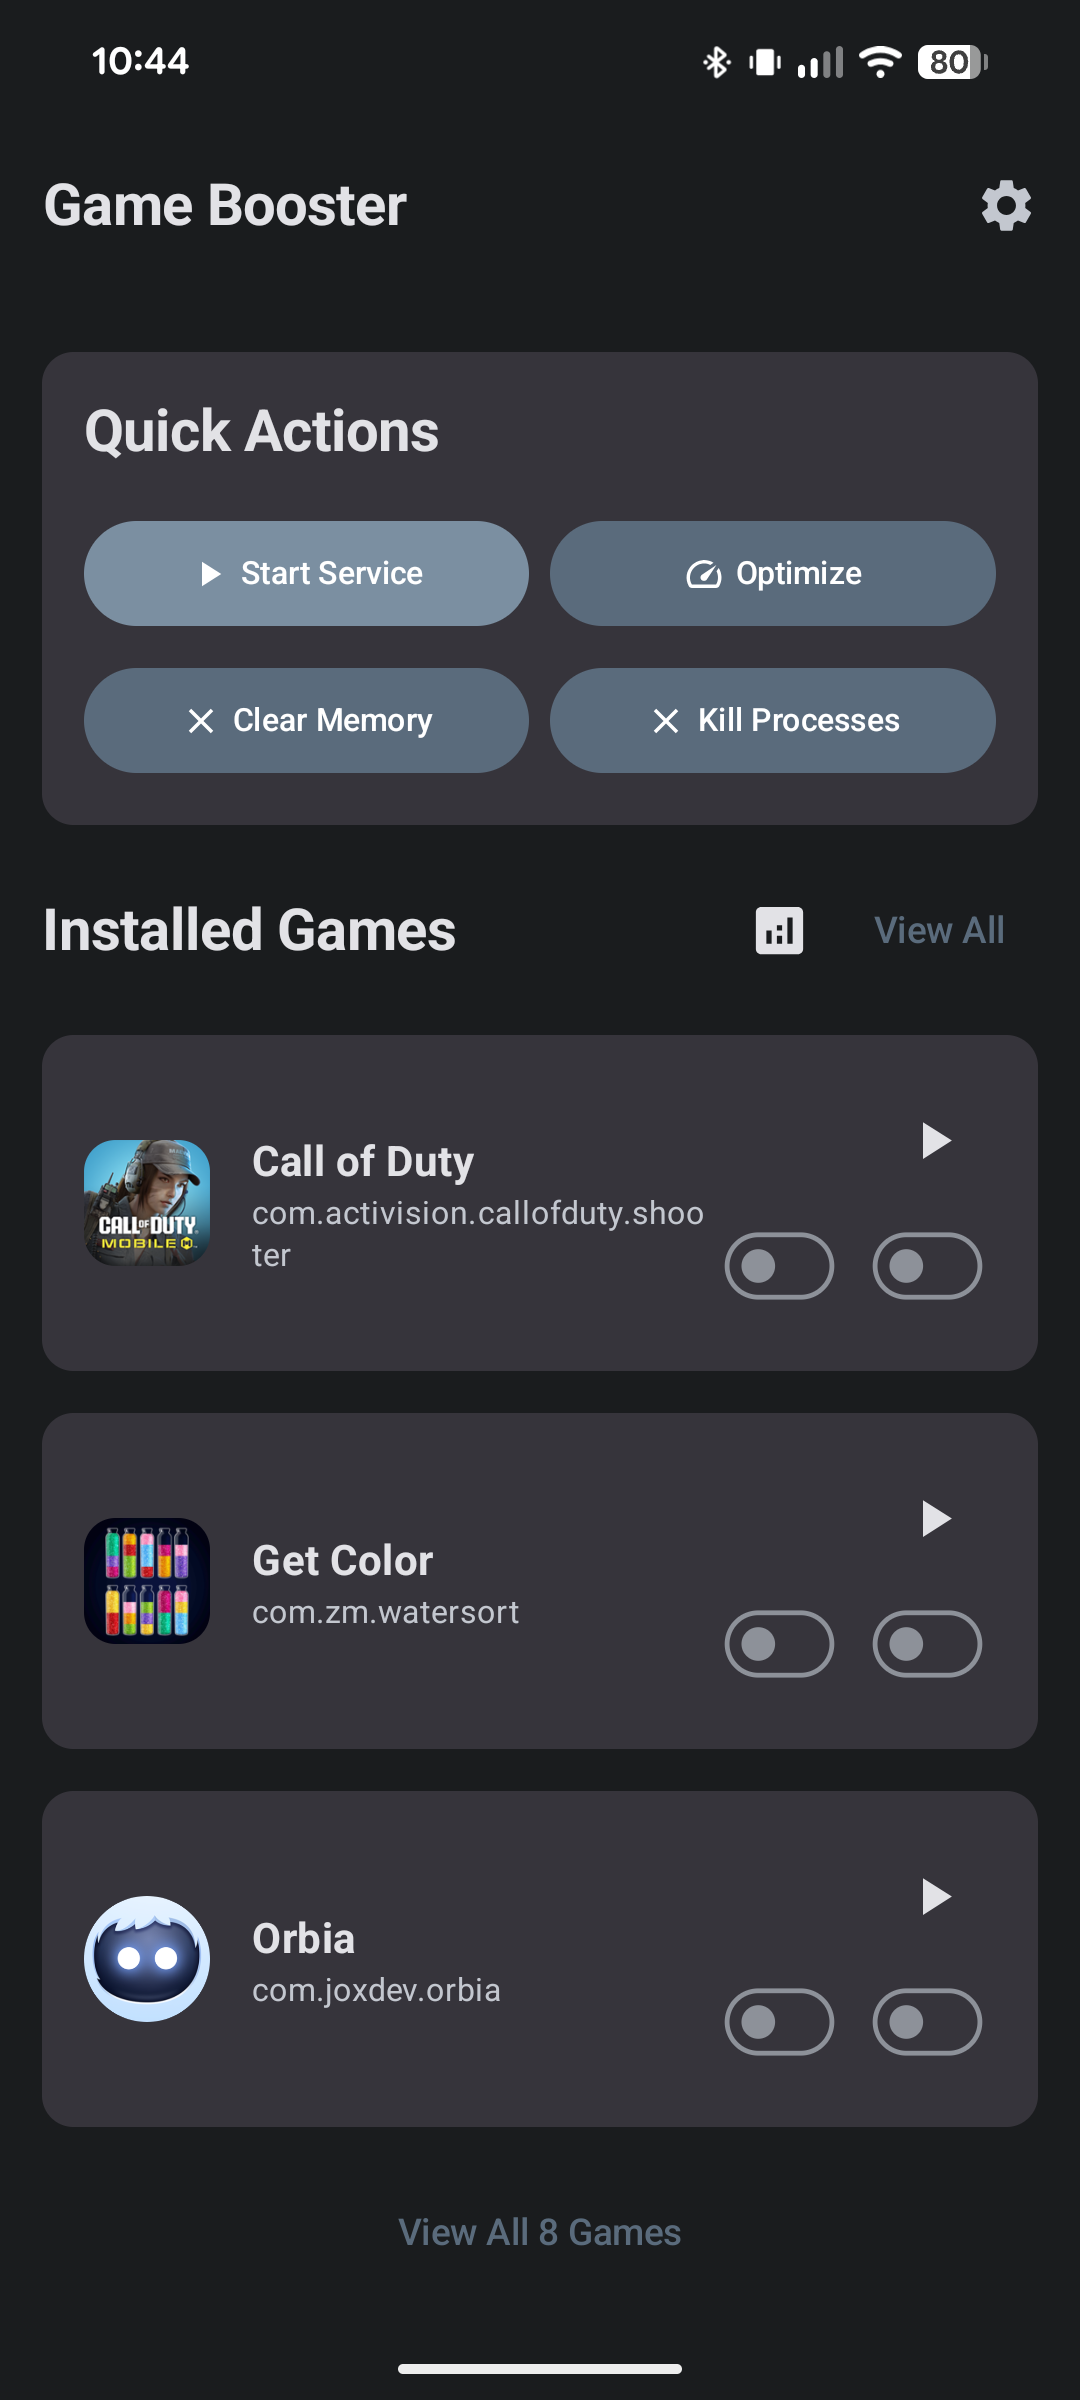 10:44
80
Game Booster
Quick Actions
Start Service
Optimize
Clear Memory
Kill Processes
Installed Games
View All
Call of Duty
com.activision.callofduty.shoo
ter
CALL OF DUTY
MOBILE
Get Color
com.zm.watersort
Orbia
com.joxdev.orbia
View All 8 Games